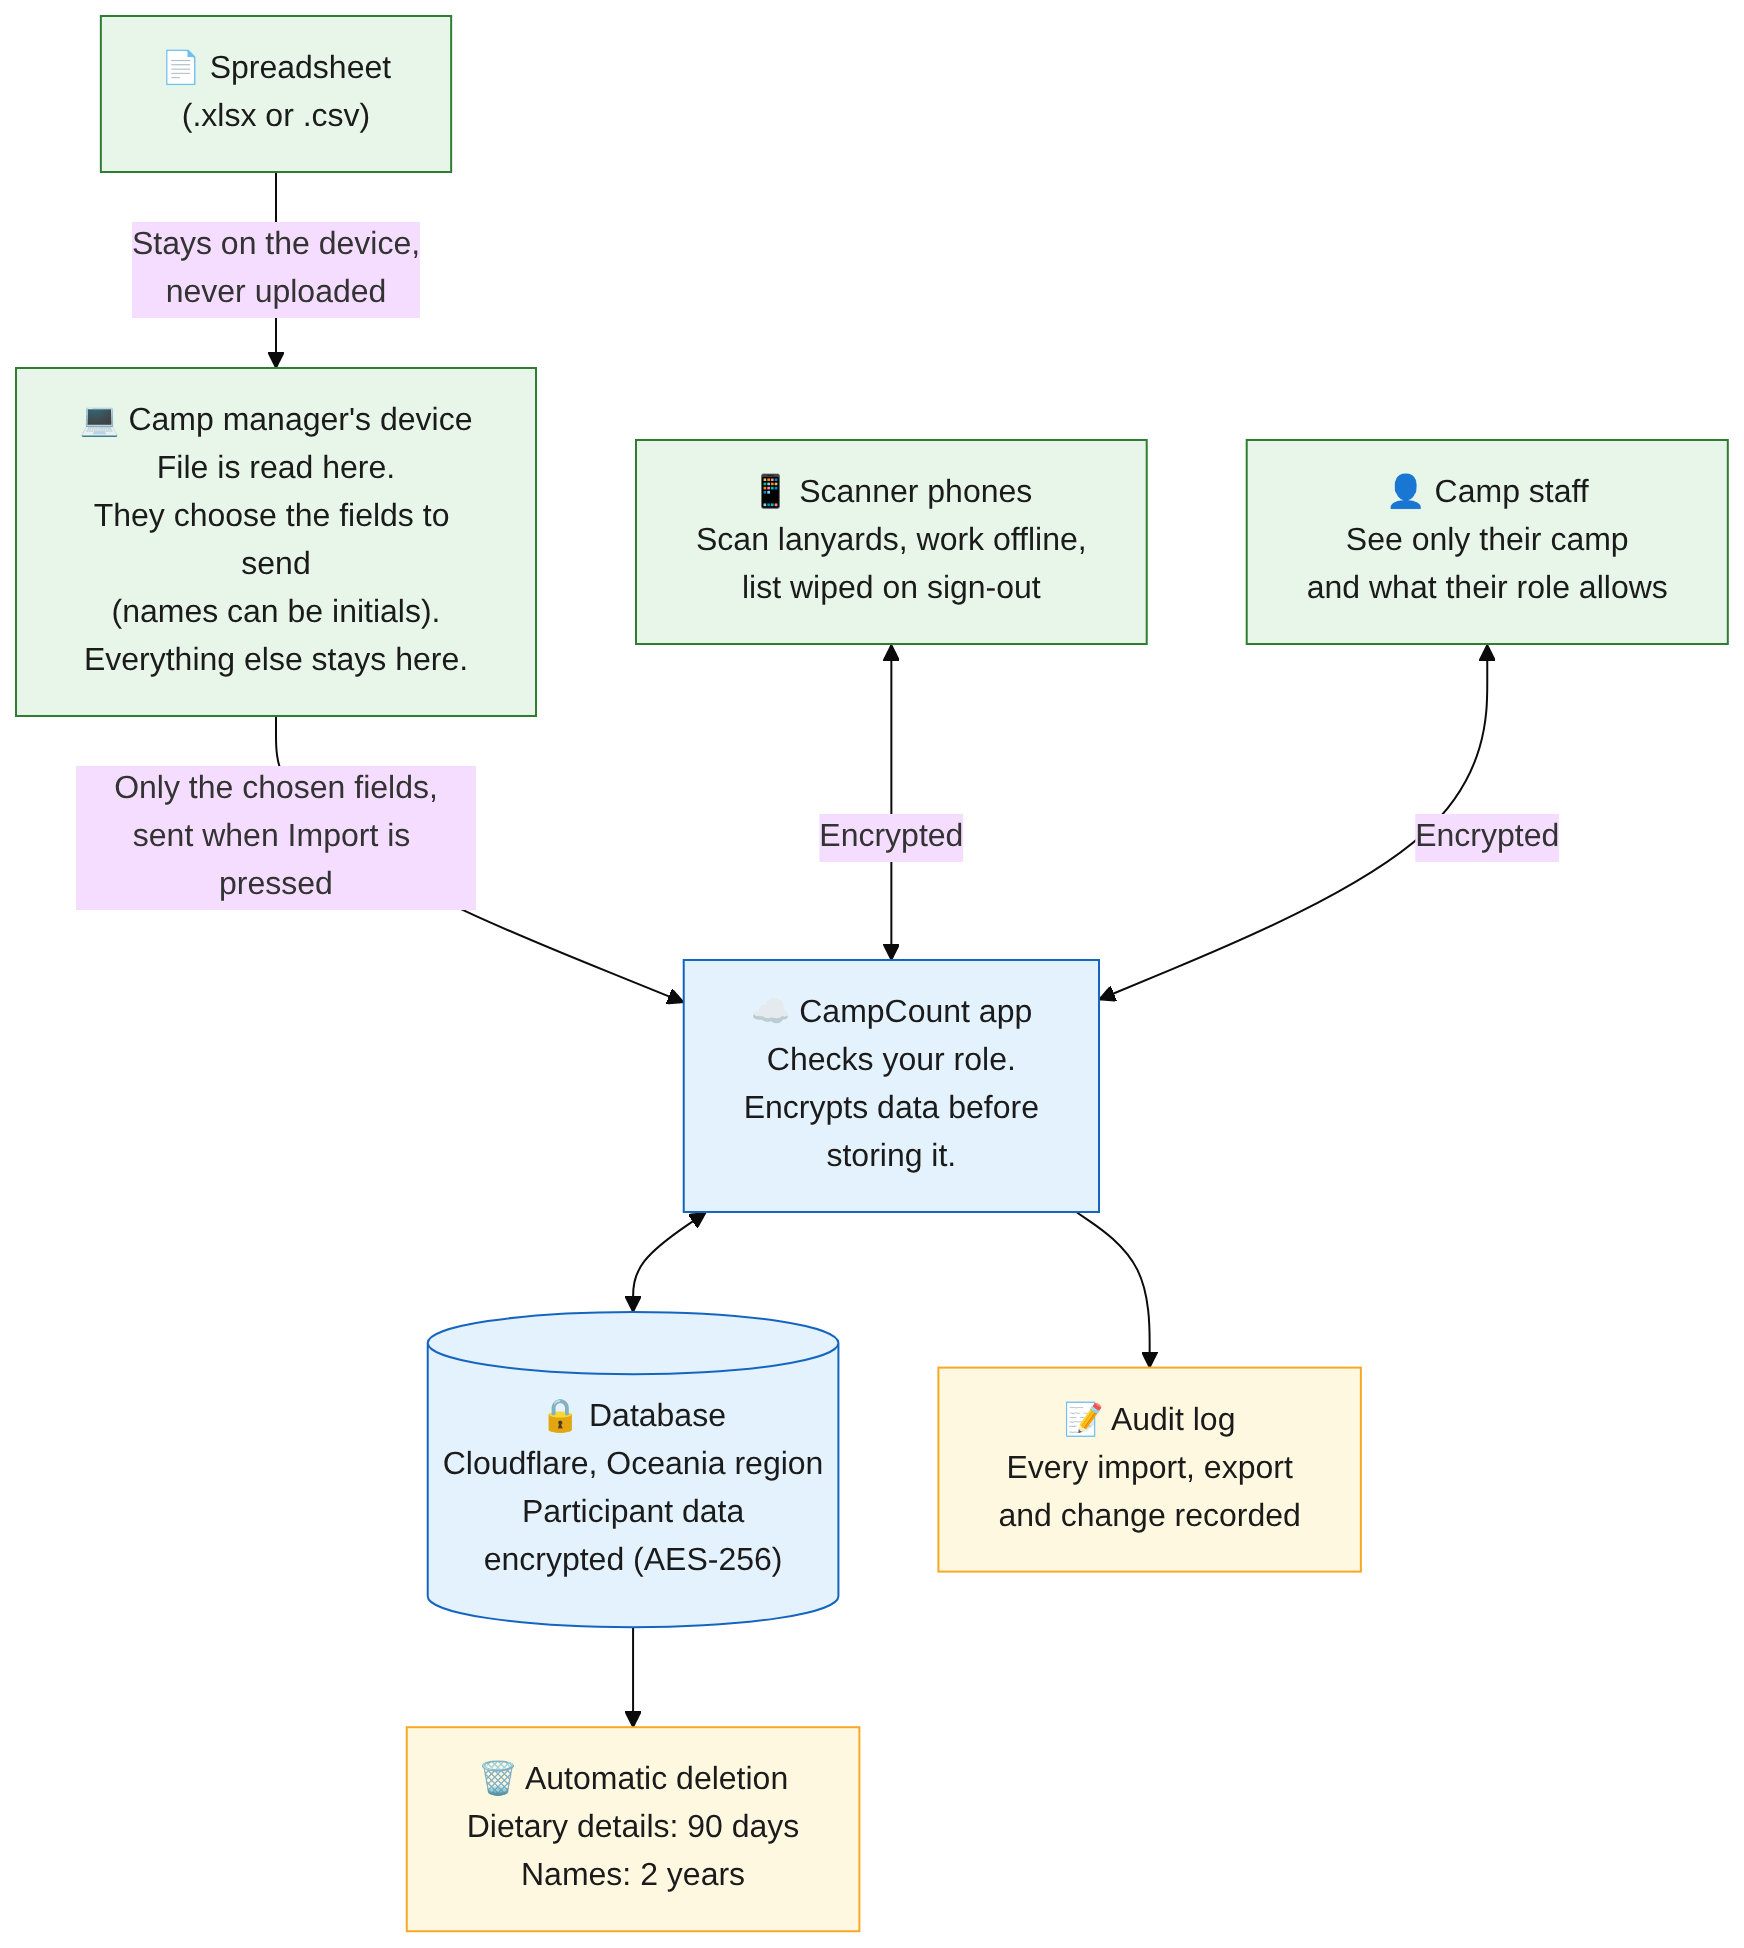 📄 Spreadsheet
(.xlsx or .csv)
Stays on the device,
never uploaded
💻 Camp manager's device
File is read here.
They choose the fields to
send
(names can be initials).
Everything else stays here.
📱 Scanner phones
Scan lanyards, work offline,
list wiped on sign-out
👤 Camp staff
See only their camp
and what their role allows
Only the chosen fields,
sent when Import is
pressed
Encrypted
Encrypted
☁️ CampCount app
Checks your role.
Encrypts data before
storing it.
🔒 Database
Cloudflare, Oceania region
Participant data
encrypted (AES-256)
📝 Audit log
Every import, export
and change recorded
🗑️ Automatic deletion
Dietary details: 90 days
Names: 2 years